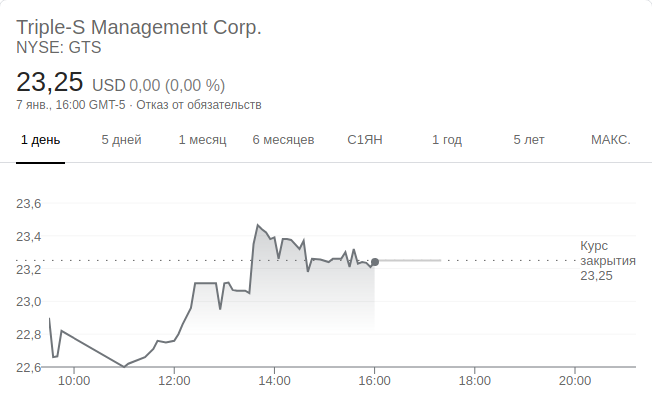 Triple-S Management Corp.
NYSE: GTS
23,25 USD 0,00 (0,00 %)
7 янв., 16:00 GMT-5 · Отказ от обязательств
1 день 5 дней 1 месяц 6 месяцев С1ЯН 1 год 5 лет МАКС.
23,6
23,4
Курс
закрытия
23,25
23,2
23,0
22,8
22,6
10:00 12:00 14:00 16:00 18:00 20:00